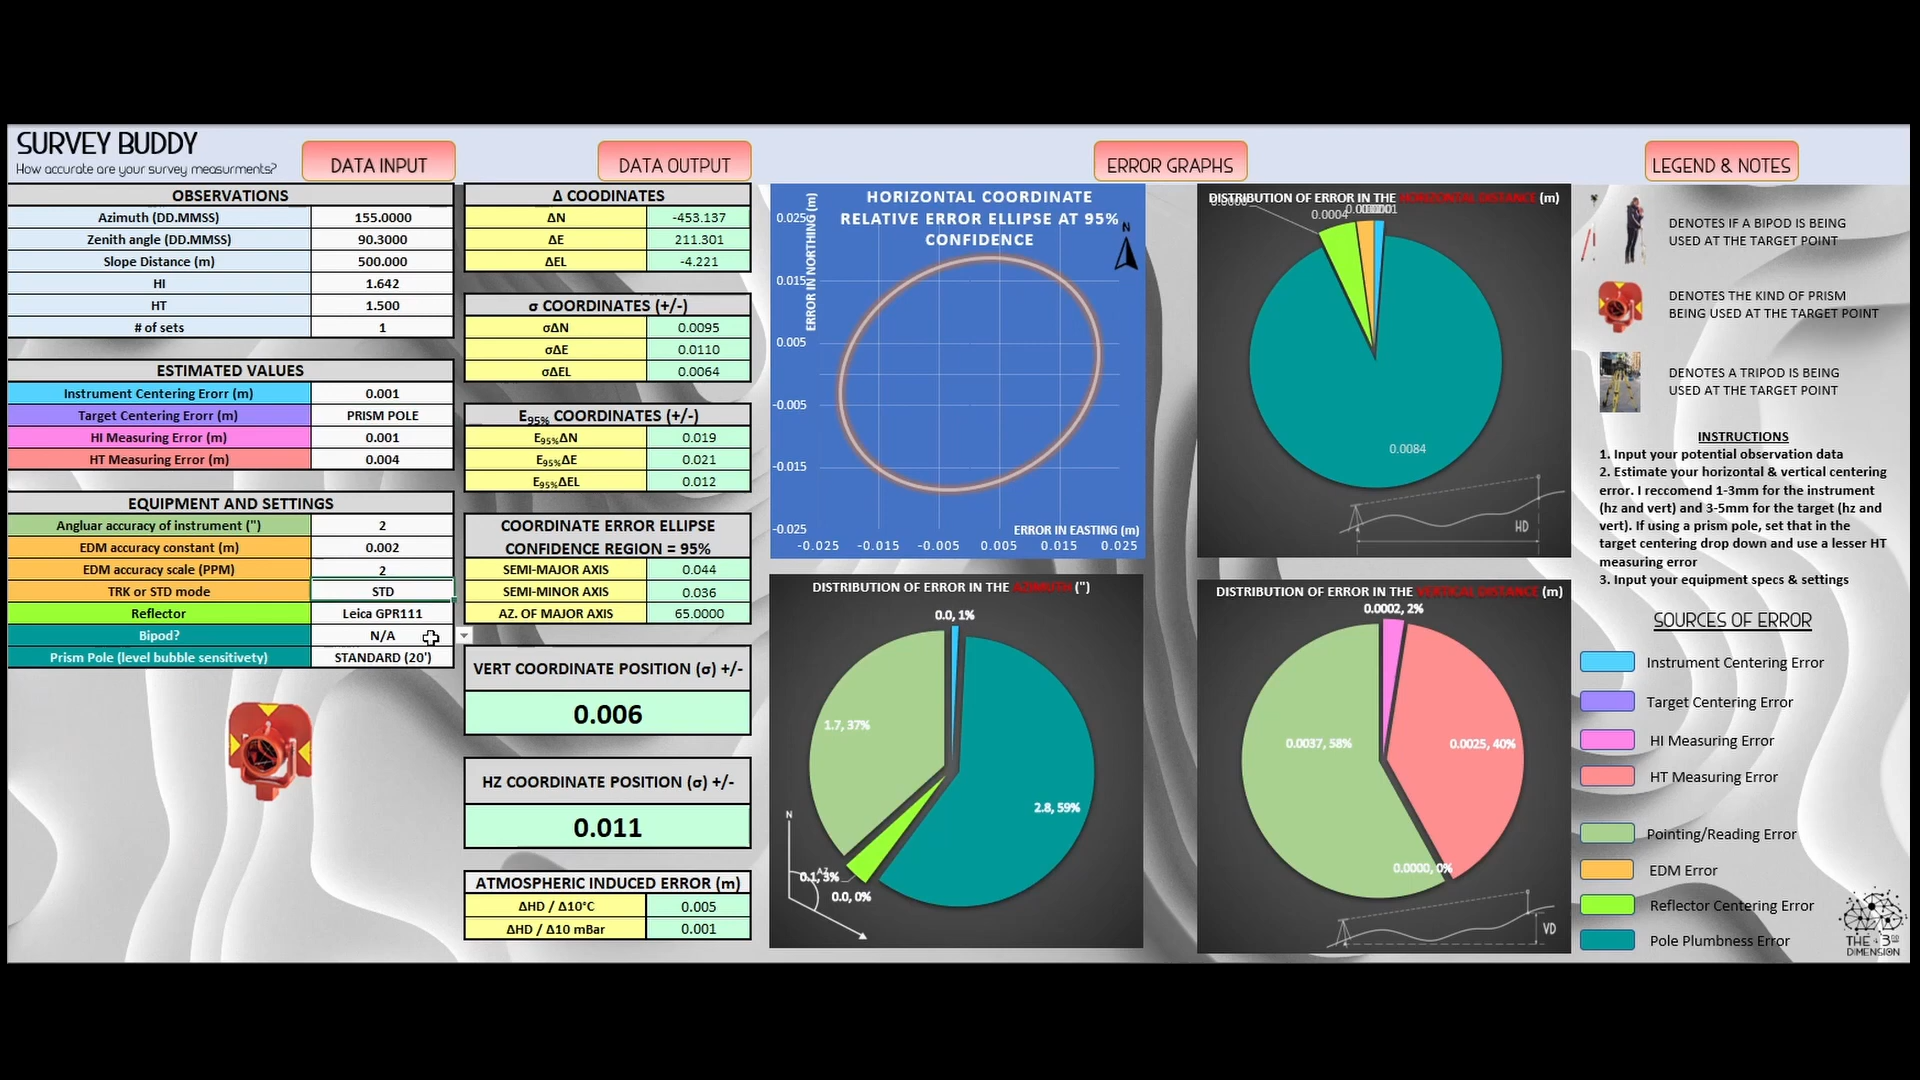 SURVEY BUDDY
How accurate are your survey measurments?
DATA INPUT
DATA OUTPUT
ERROR GRAPHS
LEGEND & NOTES
OBSERVATIONS
Azimuth (DD.MMSS) 155.0000
Zenith angle (DD.MMSS) 90.3000
Slope Distance (m) 500.000
HI 1.642
HT 1.500
# of sets 1
ESTIMATED VALUES
Instrument Centering Erorr (m) 0.001
Target Centering Erorr (m) PRISM POLE
HI Measuring Error (m) 0.001
HT Measuring Error (m) 0.004
EQUIPMENT AND SETTINGS
Angluar accuracy of instrument (") 2
EDM accuracy constant (m) 0.002
EDM accuracy scale (PPM) 2
TRK or STD mode STD
Reflector Leica GPR111
Bipod? N/A
Prism Pole (level bubble sensitivety) STANDARD (20')
Δ COODINATES
ΔN -453.137
ΔE 211.301
ΔEL -4.221
σ COORDINATES (+/-)
σΔN 0.0095
σΔE 0.0110
σΔEL 0.0064
E95% COORDINATES (+/-)
E95%ΔN 0.019
E95%ΔE 0.021
E95%ΔEL 0.012
COORDINATE ERROR ELLIPSE
CONFIDENCE REGION = 95%
SEMI-MAJOR AXIS 0.044
SEMI-MINOR AXIS 0.036
AZ. OF MAJOR AXIS 65.0000
VERT COORDINATE POSITION (σ) +/-
0.006
HZ COORDINATE POSITION (σ) +/-
0.011
ATMOSPHERIC INDUCED ERROR (m)
ΔHD / Δ10°C 0.005
ΔHD / Δ10 mBar 0.001
HORIZONTAL COORDINATE
RELATIVE ERROR ELLIPSE AT 95%
CONFIDENCE
N
ERROR IN NORTHING (m)
0.025
0.015
0.005
-0.005
-0.015
-0.025
ERROR IN EASTING (m)
-0.025 -0.015 -0.005 0.005 0.015 0.025
DISTRIBUTION OF ERROR IN THE AZIMUTH (")
0.0, 1%
1.7, 37%
2.8, 59%
0.1, 3%
0.0, 0%
N
DISTRIBUTION OF ERROR IN THE HORIZONTAL DISTANCE (m)
0.0004
0.0084
HD
DISTRIBUTION OF ERROR IN THE VERTICAL DISTANCE (m)
0.0002, 2%
0.0037, 58%
0.0025, 40%
0.0000, 0%
VD
DENOTES IF A BIPOD IS BEING
USED AT THE TARGET POINT
DENOTES THE KIND OF PRISM
BEING USED AT THE TARGET POINT
DENOTES A TRIPOD IS BEING
USED AT THE TARGET POINT
INSTRUCTIONS
1. Input your potential observation data
2. Estimate your horizontal & vertical centering
error. I reccomend 1-3mm for the instrument
(hz and vert) and 3-5mm for the target (hz and
vert). If using a prism pole, set that in the
target centering drop down and use a lesser HT
measuring error
3. Input your equipment specs & settings
SOURCES OF ERROR
Instrument Centering Error
Target Centering Error
HI Measuring Error
HT Measuring Error
Pointing/Reading Error
EDM Error
Reflector Centering Error
Pole Plumbness Error
THE 3RD
DIMENSION